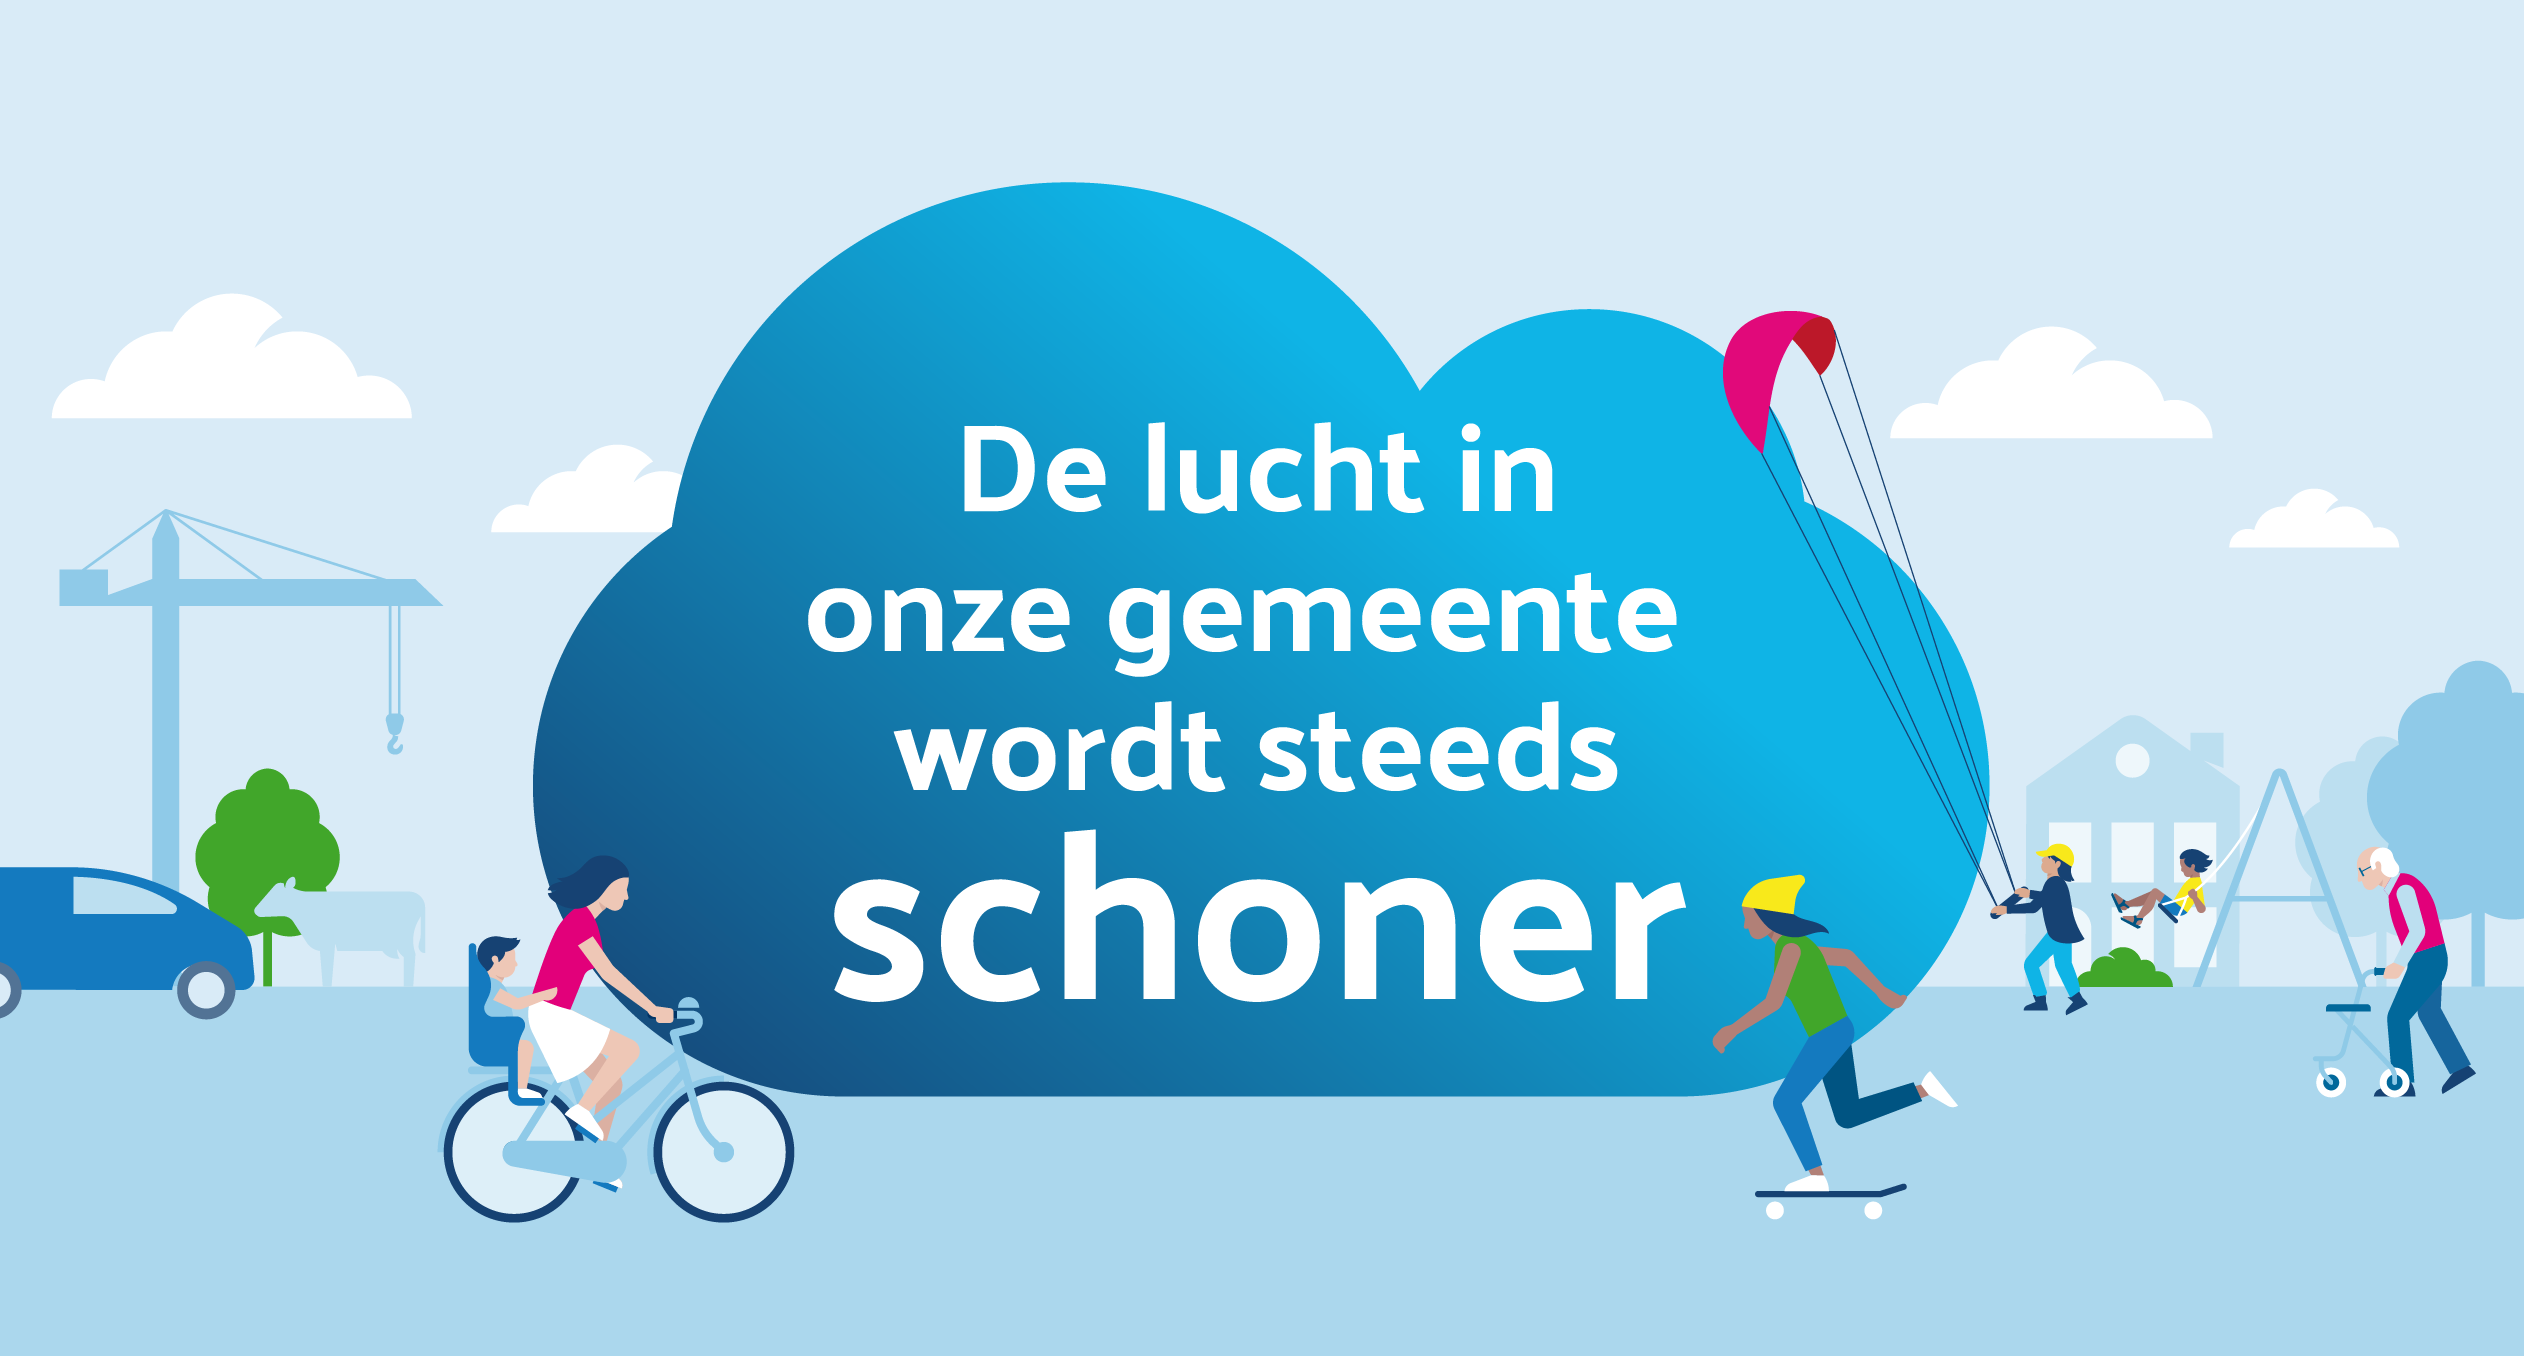 De lucht in
onze gemeente
wordt steeds
schoner